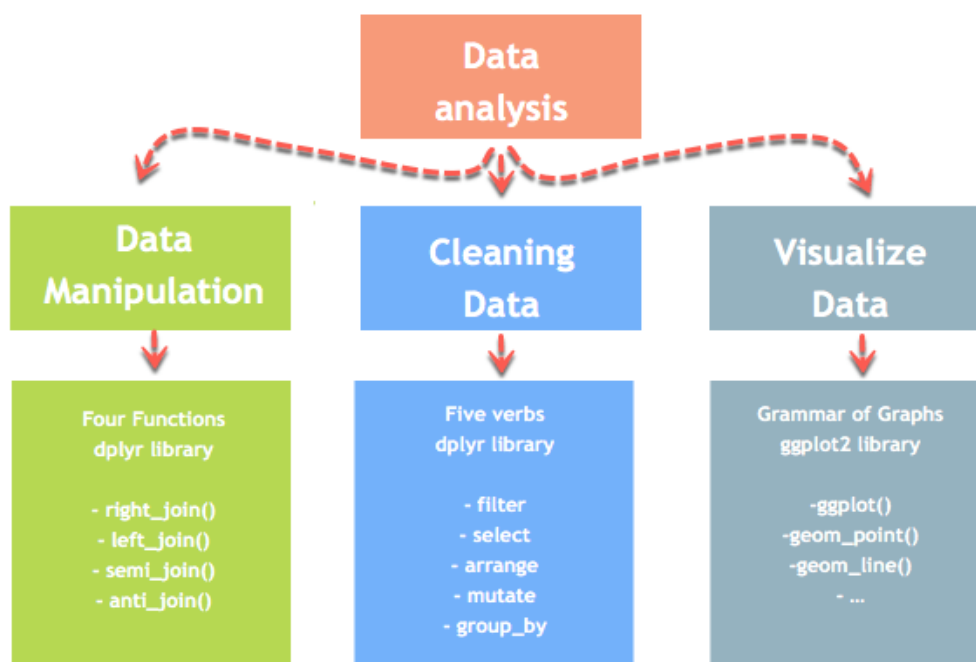 Data
analysis
Data
Manipulation
Cleaning
Data
Visualize
Data
Four Functions
dplyr library
- right_join()
- left_join()
- semi_join()
- anti_join()
Five verbs
dplyr library
- filter
- select
- arrange
- mutate
- group_by
Grammar of Graphs
ggplot2 library
-ggplot()
-geom_point()
-geom_line()
- ...